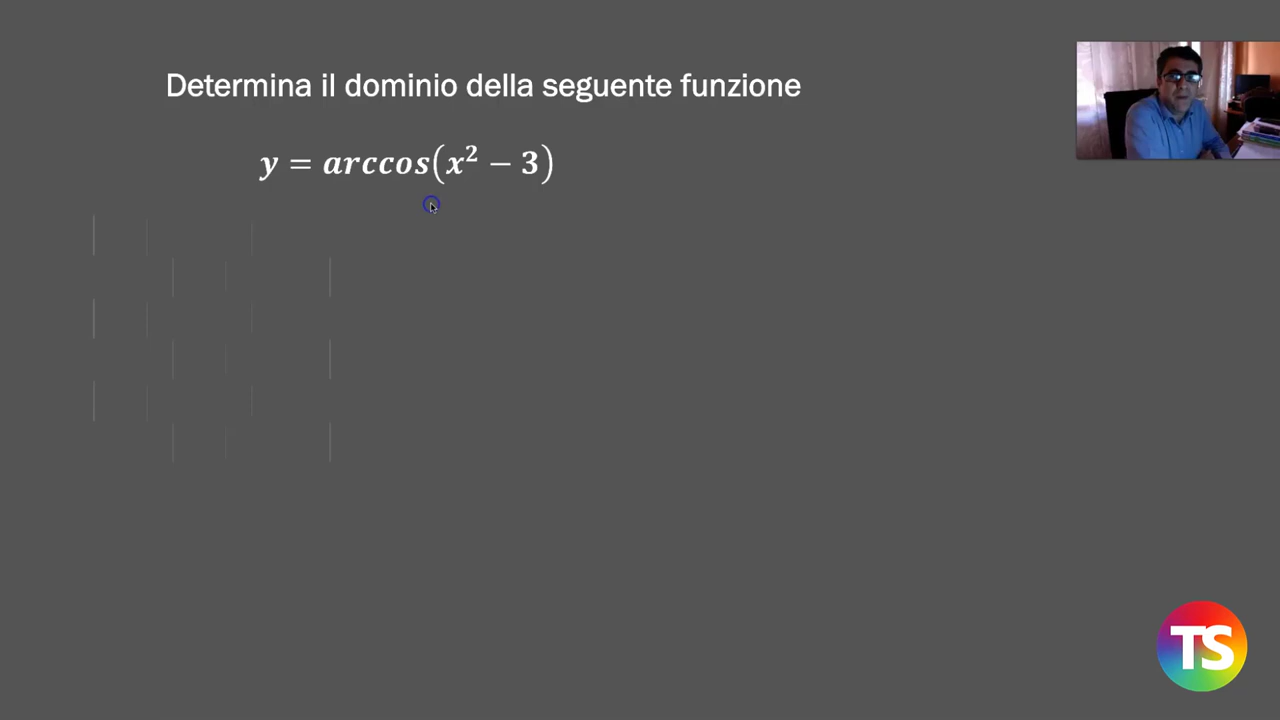 Determina il dominio della seguente funzione
y = arccos(x² − 3)
TS